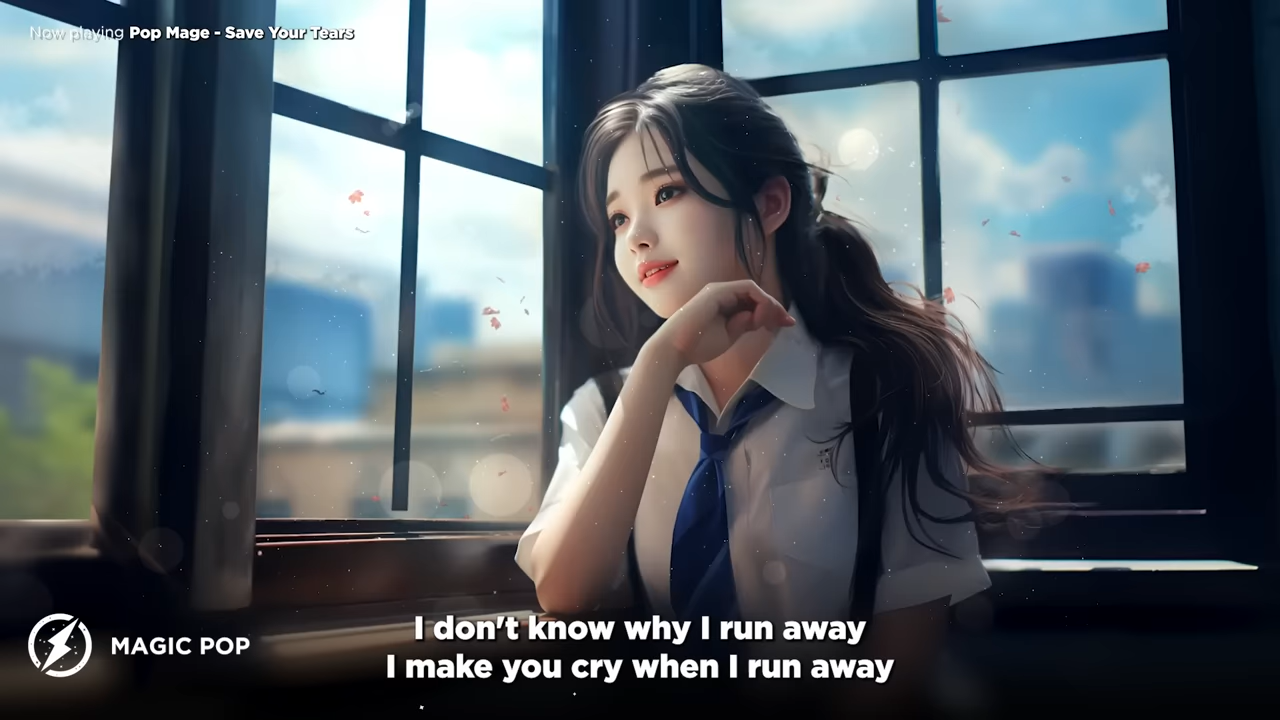 Now playing Pop Mage - Save Your Tears
I don't know why I run away
I make you cry when I run away
MAGIC POP